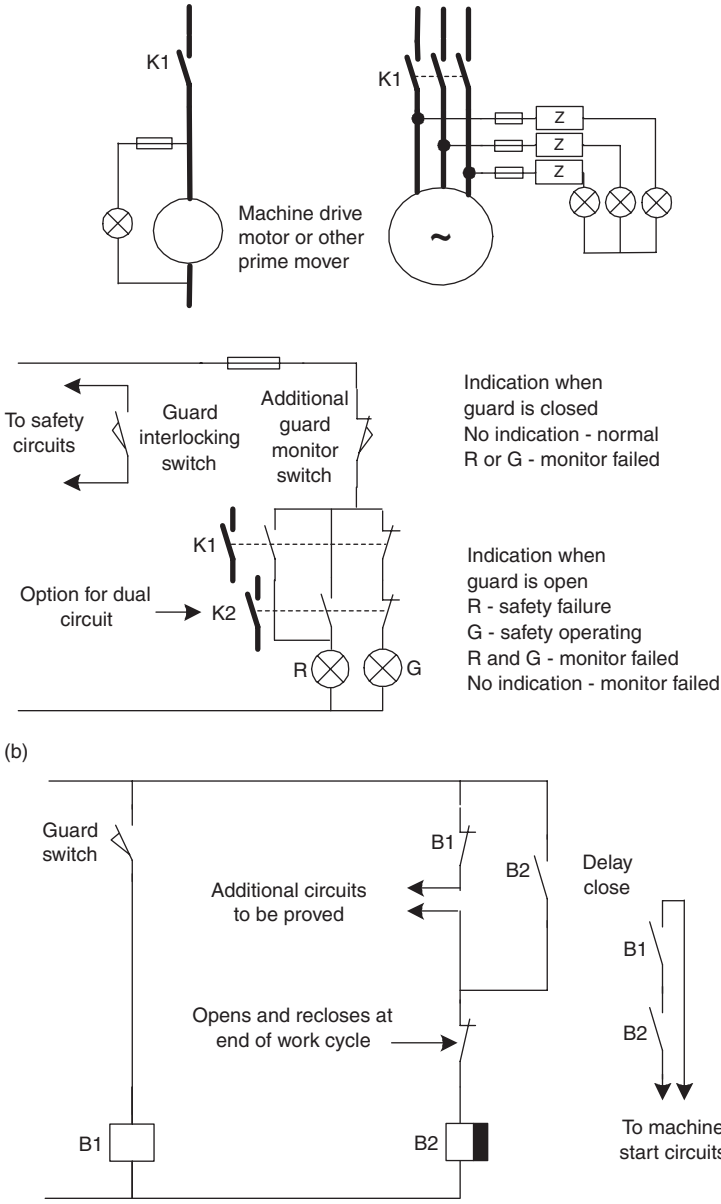 K1
Machine drive
motor or other
prime mover
K1
Z
Z
Z
~
To safety
circuits
Guard
interlocking
switch
Additional
guard
monitor
switch
Indication when
guard is closed
No indication - normal
R or G - monitor failed
K1
Option for dual
circuit
K2
R
G
Indication when
guard is open
R - safety failure
G - safety operating
R and G - monitor failed
No indication - monitor failed
(b)
Guard
switch
B1
B2
Delay
close
Additional circuits
to be proved
B1
Opens and recloses at
end of work cycle
B2
B1
B2
To machine
start circuits